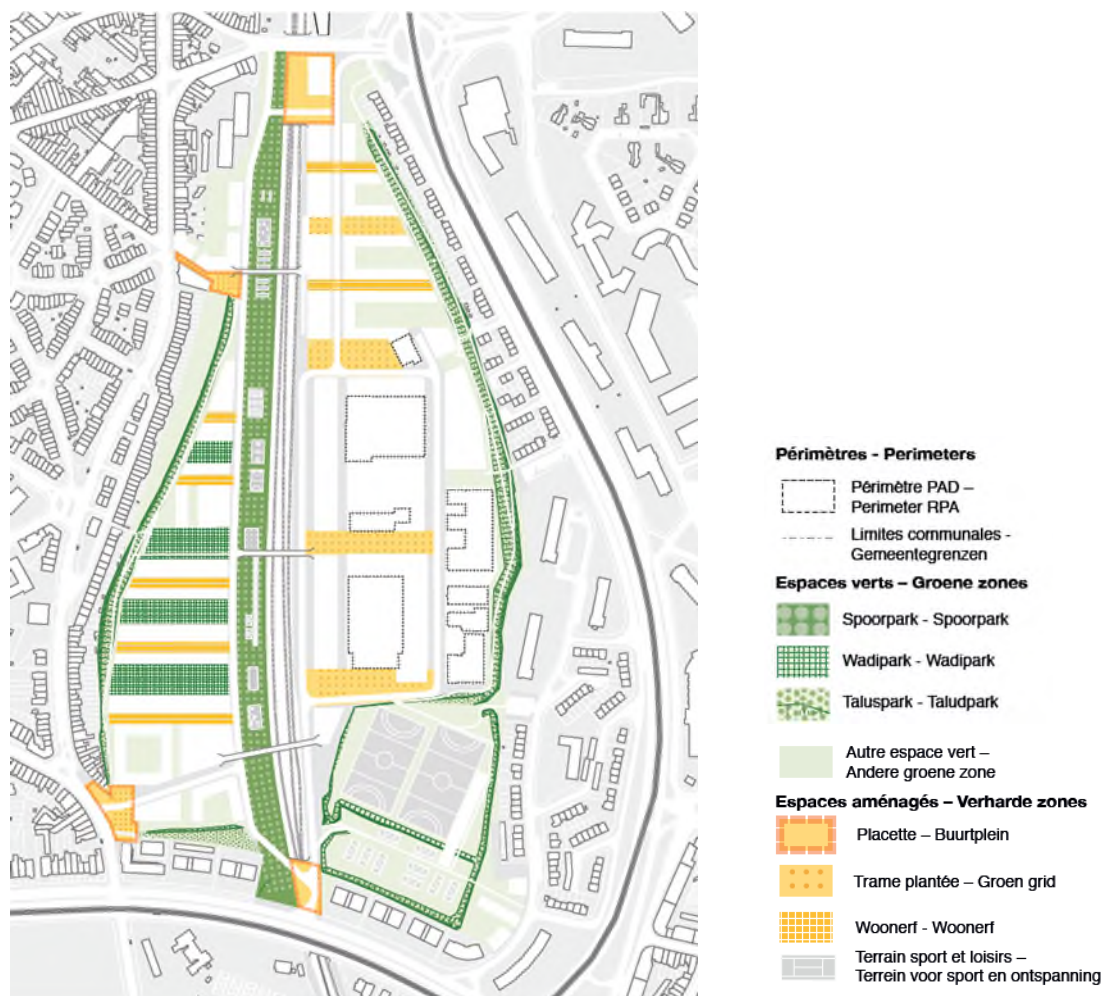 Périmètres - Perimeters
Périmètre PAD –
Perimeter RPA
Limites communales -
Gemeentegrenzen
Espaces verts – Groene zones
Spoorpark - Spoorpark
Wadipark - Wadipark
Taluspark - Taludpark
Autre espace vert –
Andere groene zone
Espaces aménagés – Verharde zones
Placette – Buurtplein
Trame plantée – Groen grid
Woonerf - Woonerf
Terrain sport et loisirs –
Terrein voor sport en ontspanning